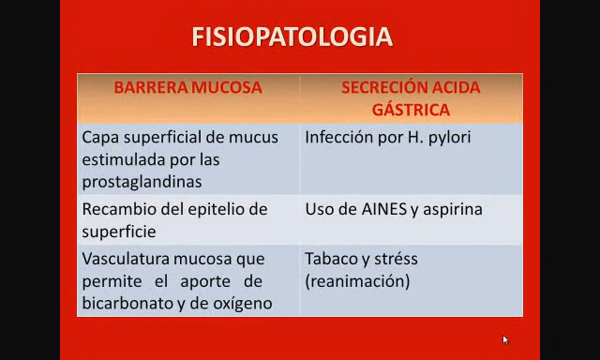 FISIOPATOLOGIA
BARRERA MUCOSA
SECRECIÓN ACIDA
GÁSTRICA
Capa superficial de mucus
estimulada por las
prostaglandinas
Infección por H. pylori
Recambio del epitelio de
superficie
Uso de AINES y aspirina
Vasculatura mucosa que
permite el aporte de
bicarbonato y de oxígeno
Tabaco y stréss
(reanimación)